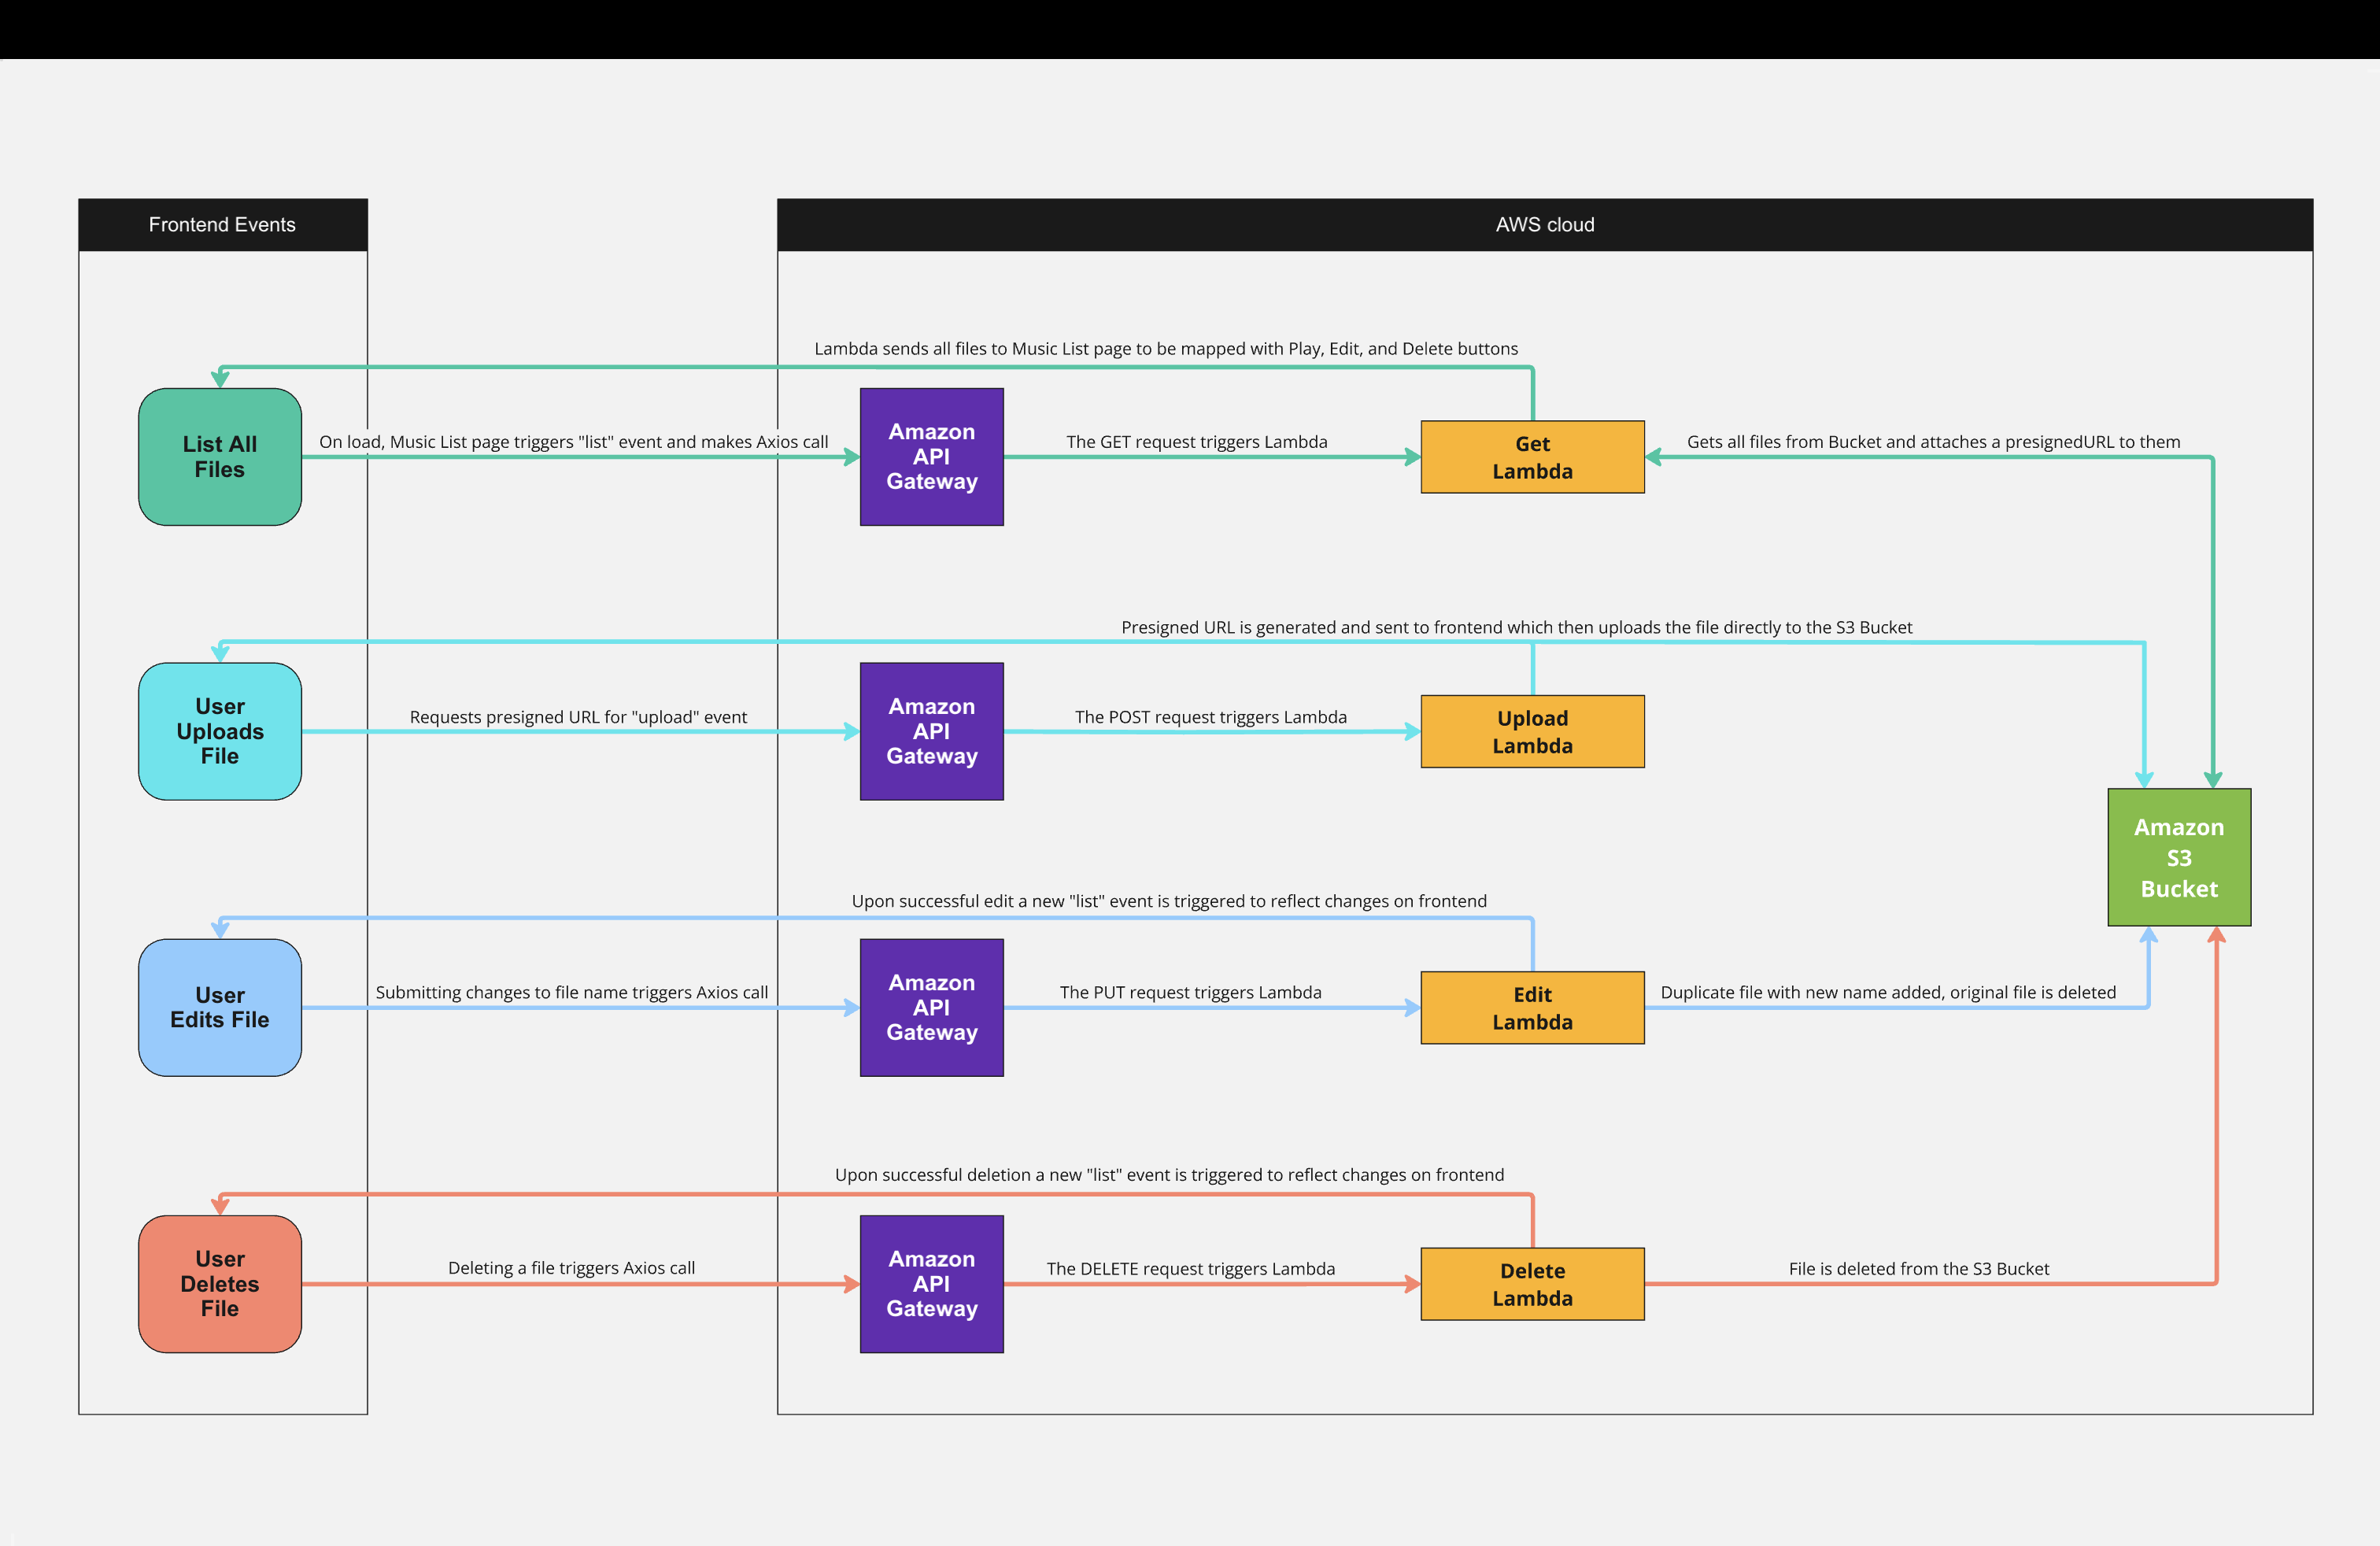 Frontend Events
AWS cloud
Lambda sends all files to Music List page to be mapped with Play, Edit, and Delete buttons
List All
Files
On load, Music List page triggers "list" event and makes Axios call
Amazon
API
Gateway
The GET request triggers Lambda
Get
Lambda
Gets all files from Bucket and attaches a presignedURL to them
Presigned URL is generated and sent to frontend which then uploads the file directly to the S3 Bucket
User
Uploads
File
Requests presigned URL for "upload" event
Amazon
API
Gateway
The POST request triggers Lambda
Upload
Lambda
Amazon
S3
Bucket
Upon successful edit a new "list" event is triggered to reflect changes on frontend
User
Edits File
Submitting changes to file name triggers Axios call
Amazon
API
Gateway
The PUT request triggers Lambda
Edit
Lambda
Duplicate file with new name added, original file is deleted
Upon successful deletion a new "list" event is triggered to reflect changes on frontend
User
Deletes
File
Deleting a file triggers Axios call
Amazon
API
Gateway
The DELETE request triggers Lambda
Delete
Lambda
File is deleted from the S3 Bucket